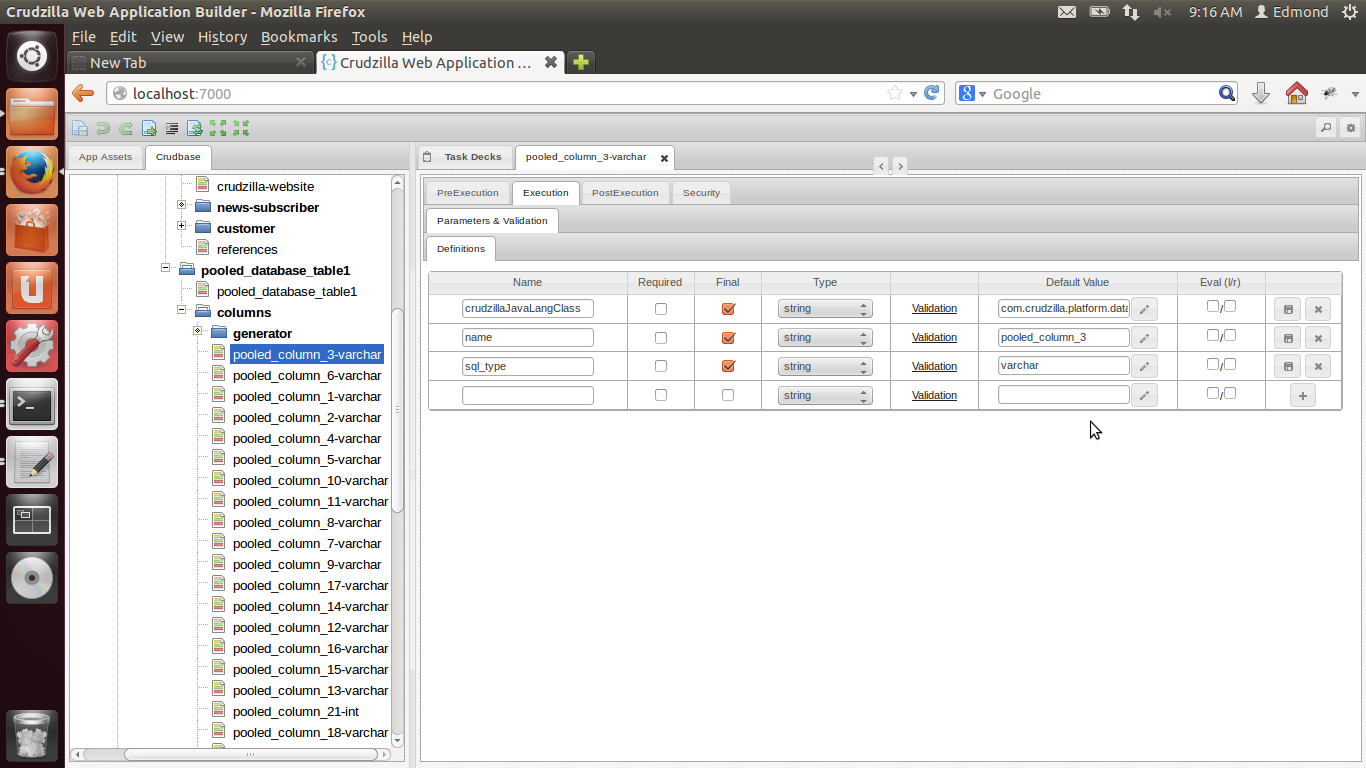 Crudzilla Web Application Builder - Mozilla Firefox
9:16 AM Edmond
File Edit View History Bookmarks Tools Help
New Tab
{c} Crudzilla Web Application ...
localhost:7000
8 Google
App Assets Crudbase
Task Decks pooled_column_3-varchar
crudzilla-website
news-subscriber
customer
references
pooled_database_table1
pooled_database_table1
columns
generator
pooled_column_3-varchar
pooled_column_6-varchar
pooled_column_1-varchar
pooled_column_2-varchar
pooled_column_4-varchar
pooled_column_5-varchar
pooled_column_10-varchar
pooled_column_11-varchar
pooled_column_8-varchar
pooled_column_7-varchar
pooled_column_9-varchar
pooled_column_17-varchar
pooled_column_14-varchar
pooled_column_12-varchar
pooled_column_16-varchar
pooled_column_15-varchar
pooled_column_13-varchar
pooled_column_21-int
pooled_column_18-varchar
PreExecution Execution PostExecution Security
Parameters & Validation
Definitions
Name Required Final Type Default Value Eval (l/r)
crudzillaJavaLangClass string Validation com.crudzilla.platform.data /
name string Validation pooled_column_3 /
sql_type string Validation varchar /
string Validation /